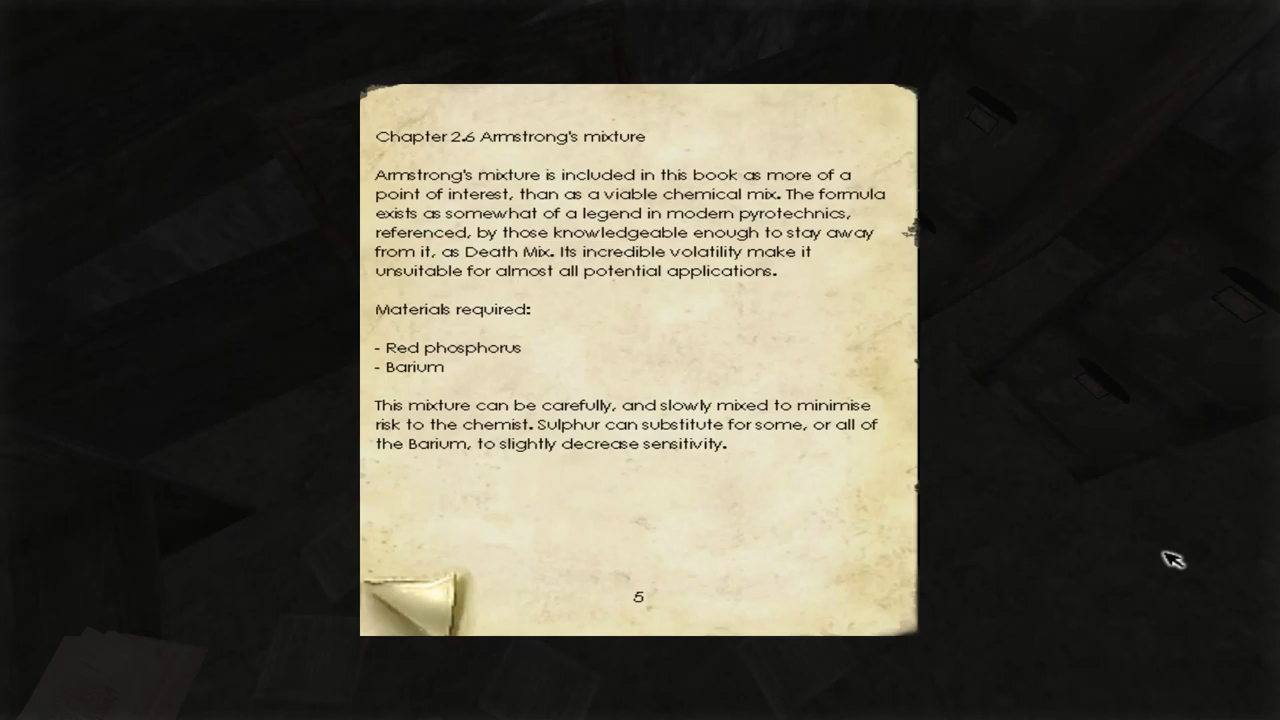 Chapter 2.6 Armstrong's mixture
Armstrong's mixture is included in this book as more of a
point of interest, than as a viable chemical mix. The formula
exists as somewhat of a legend in modern pyrotechnics,
referenced, by those knowledgeable enough to stay away
from it, as Death Mix. Its incredible volatility make it
unsuitable for almost all potential applications.
Materials required:
- Red phosphorus
- Barium
This mixture can be carefully, and slowly mixed to minimise
risk to the chemist. Sulphur can substitute for some, or all of
the Barium, to slightly decrease sensitivity.
5